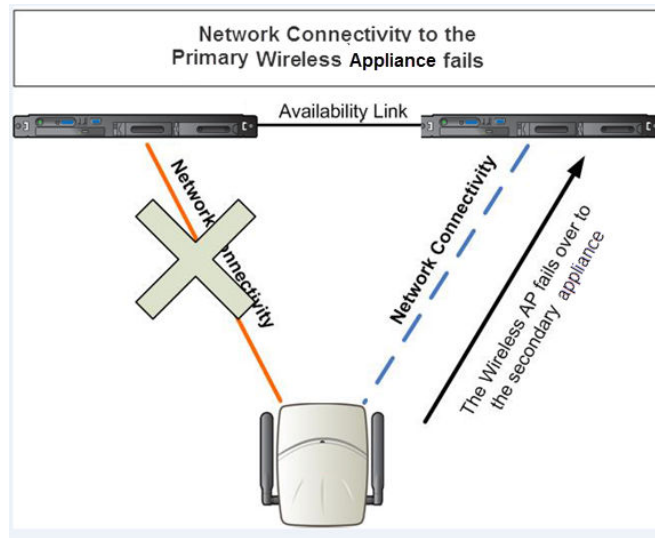 Network Connectivity to the
Primary Wireless Appliance fails
Availability Link
Network Connectivity
Network Connectivity
The Wireless AP fails over to
the secondary appliance